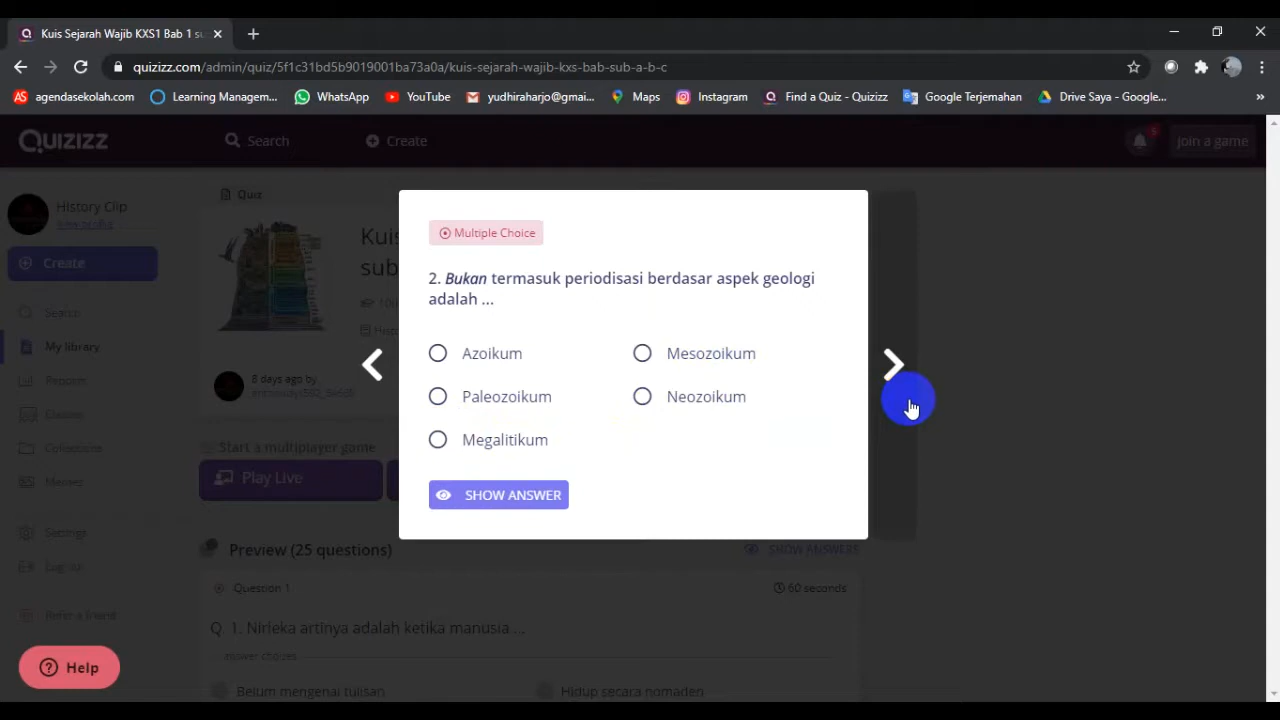 Kuis Sejarah Wajib KXS1 Bab 1 su
quizizz.com/admin/quiz/5f1c31bd5b9019001ba73a0a/kuis-sejarah-wajib-kxs-bab-sub-a-b-c
agendasekolah.com Learning Managem... WhatsApp YouTube yudhiraharjo@gmai... Maps Instagram Find a Quiz - Quizizz Google Terjemahan Drive Saya - Google... »
QUIZIZZ Search Create 5 Join a game
History Clip
View profile
Create
Search
My library
Reports
Classes
Collections
Memes
Settings
Log out
Refer a friend
Help
Quiz
Kuis
sub
8 days ago by
Start a multiplayer game
Play Live
Multiple Choice
2. Bukan termasuk periodisasi berdasar aspek geologi
adalah ...
Azoikum Mesozoikum
Paleozoikum Neozoikum
Megalitikum
SHOW ANSWER
Preview (25 questions) SHOW ANSWERS
Question 1 60 seconds
Q. 1. Nirleka artinya adalah ketika manusia ...
answer choices
Belum mengenal tulisan Hidup secara nomaden